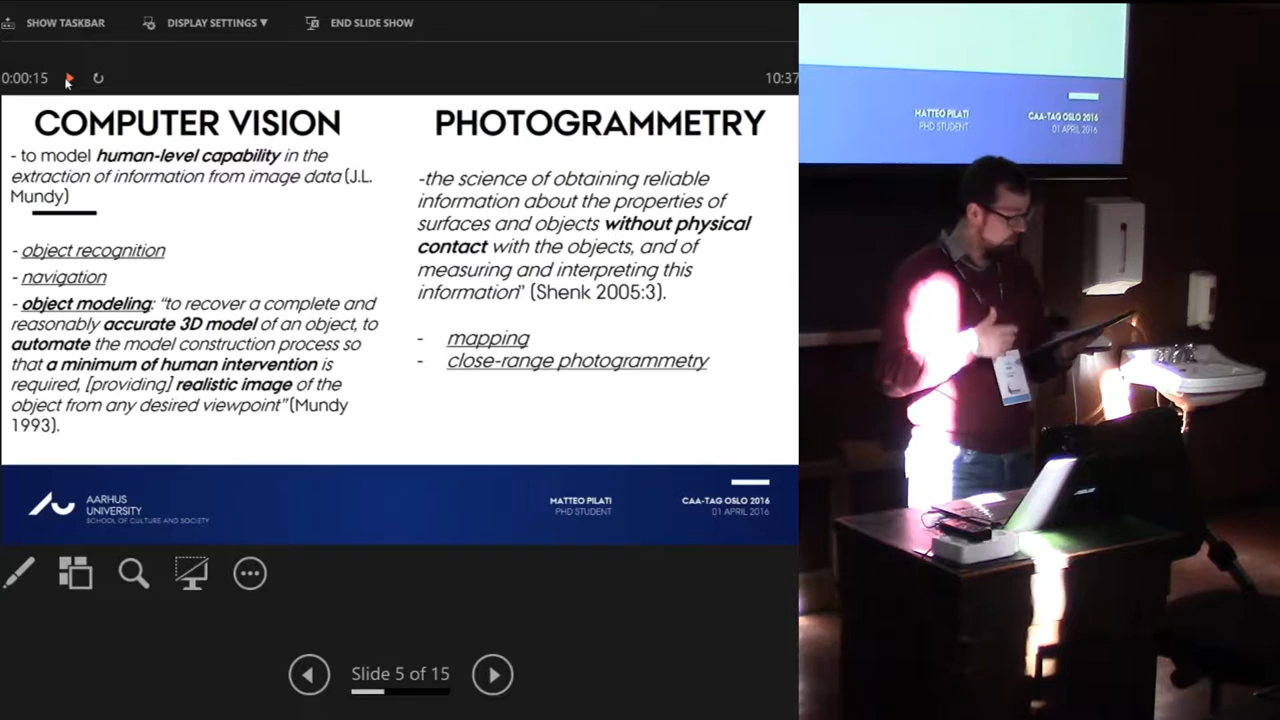 SHOW TASKBAR
DISPLAY SETTINGS ▼
END SLIDE SHOW
0:00:15
10:37
COMPUTER VISION
- to model human-level capability in the
extraction of information from image data (J.L.
Mundy)
- object recognition
- navigation
- object modeling: “to recover a complete and
reasonably accurate 3D model of an object, to
automate the model construction process so
that a minimum of human intervention is
required, [providing] realistic image of the
object from any desired viewpoint” (Mundy
1993).
PHOTOGRAMMETRY
-the science of obtaining reliable
information about the properties of
surfaces and objects without physical
contact with the objects, and of
measuring and interpreting this
information” (Shenk 2005:3).
- mapping
- close-range photogrammetry
AARHUS
UNIVERSITY
SCHOOL OF CULTURE AND SOCIETY
MATTEO PILATI
PHD STUDENT
CAA-TAG OSLO 2016
01 APRIL 2016
Slide 5 of 15
MATTEO PILATI
PHD STUDENT
CAA-TAG OSLO 2016
01 APRIL 2016